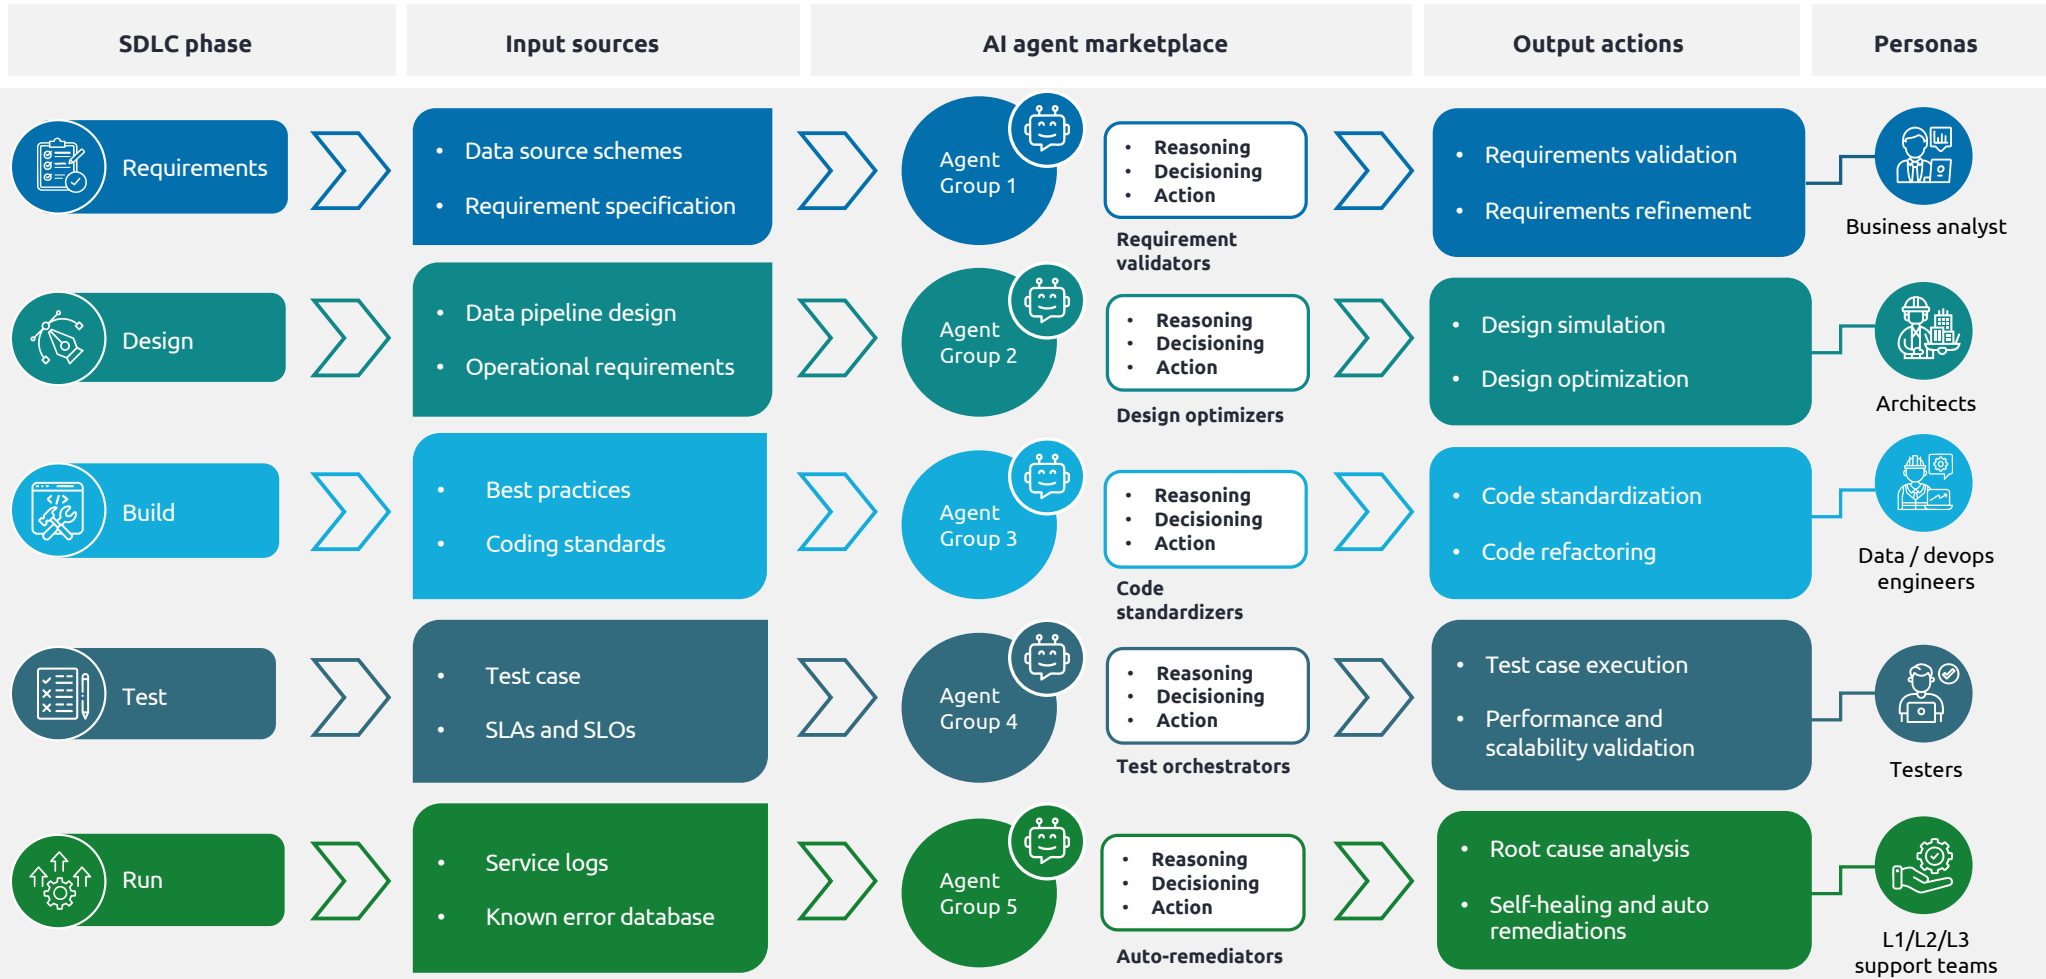 SDLC phase
Input sources
AI agent marketplace
Output actions
Personas
Requirements
Data source schemes
Requirement specification
Agent
Group 1
Reasoning
Decisioning
Action
Requirement
validators
Requirements validation
Requirements refinement
Business analyst
Design
Data pipeline design
Operational requirements
Agent
Group 2
Reasoning
Decisioning
Action
Design optimizers
Design simulation
Design optimization
Architects
Build
Best practices
Coding standards
Agent
Group 3
Reasoning
Decisioning
Action
Code
standardizers
Code standardization
Code refactoring
Data / devops
engineers
Test
Test case
SLAs and SLOs
Agent
Group 4
Reasoning
Decisioning
Action
Test orchestrators
Test case execution
Performance and
scalability validation
Testers
Run
Service logs
Known error database
Agent
Group 5
Reasoning
Decisioning
Action
Auto-remediators
Root cause analysis
Self-healing and auto
remediations
L1/L2/L3
support teams